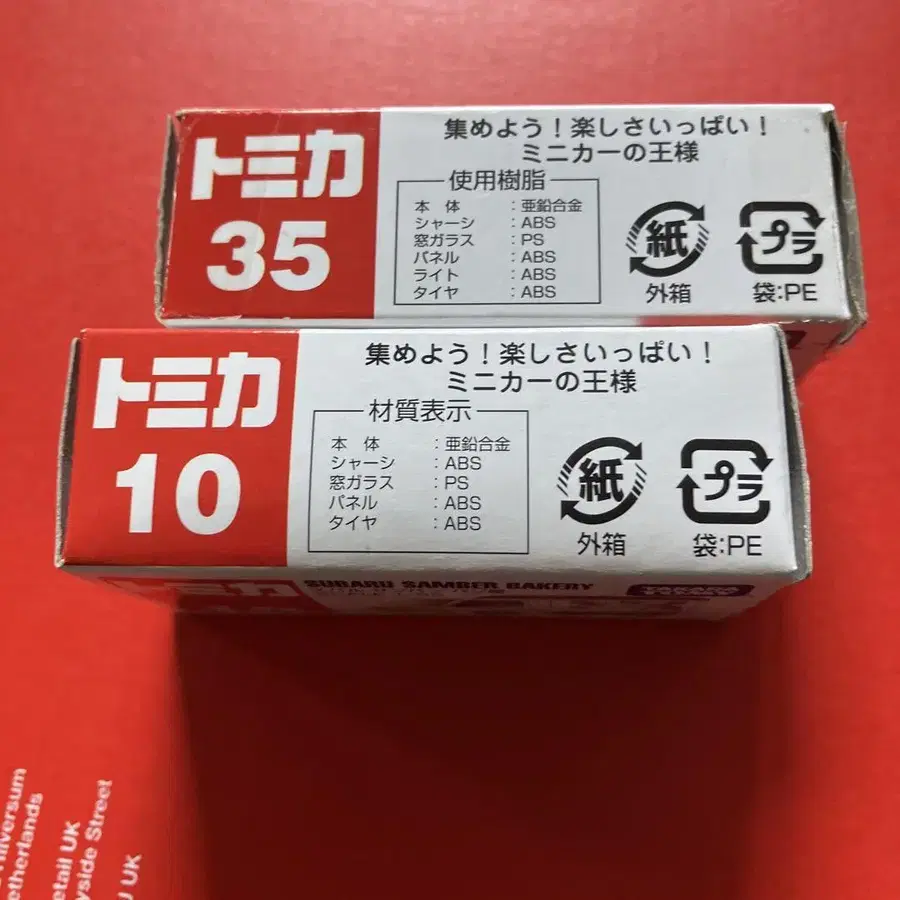 トミカ
35
集めよう！楽しさいっぱい！
ミニカーの王様
使用樹脂
本体：亜鉛合金
シャーシ：ABS
窓ガラス：PS
パネル：ABS
ライト：ABS
タイヤ：ABS
紙
外箱
プラ
袋:PE
トミカ
10
集めよう！楽しさいっぱい！
ミニカーの王様
材質表示
本体：亜鉛合金
シャーシ：ABS
窓ガラス：PS
パネル：ABS
タイヤ：ABS
紙
外箱
プラ
袋:PE
SUBARU SAMBER BAKERY
Hilversum
etherlands
etail UK
yside Street
UK